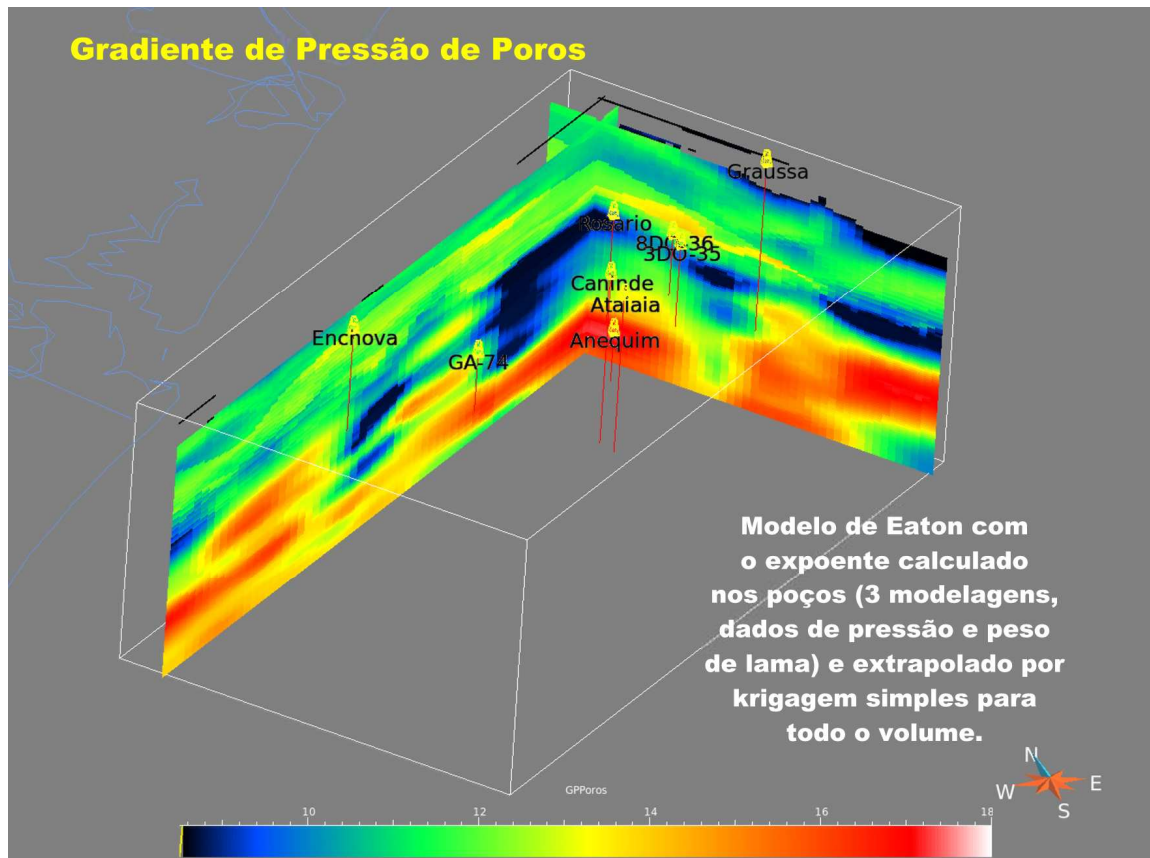 Gradiente de Pressão de Poros
Graussa
Rosario
8DO-36
3DO-35
Caninde
Ataiaia
Encnova
Anequim
GA-74
Modelo de Eaton com
o expoente calculado
nos poços (3 modelagens,
dados de pressão e peso
de lama) e extrapolado por
krigagem simples para
todo o volume.
N
W E
S
GPPoros
10 12 14 16 18